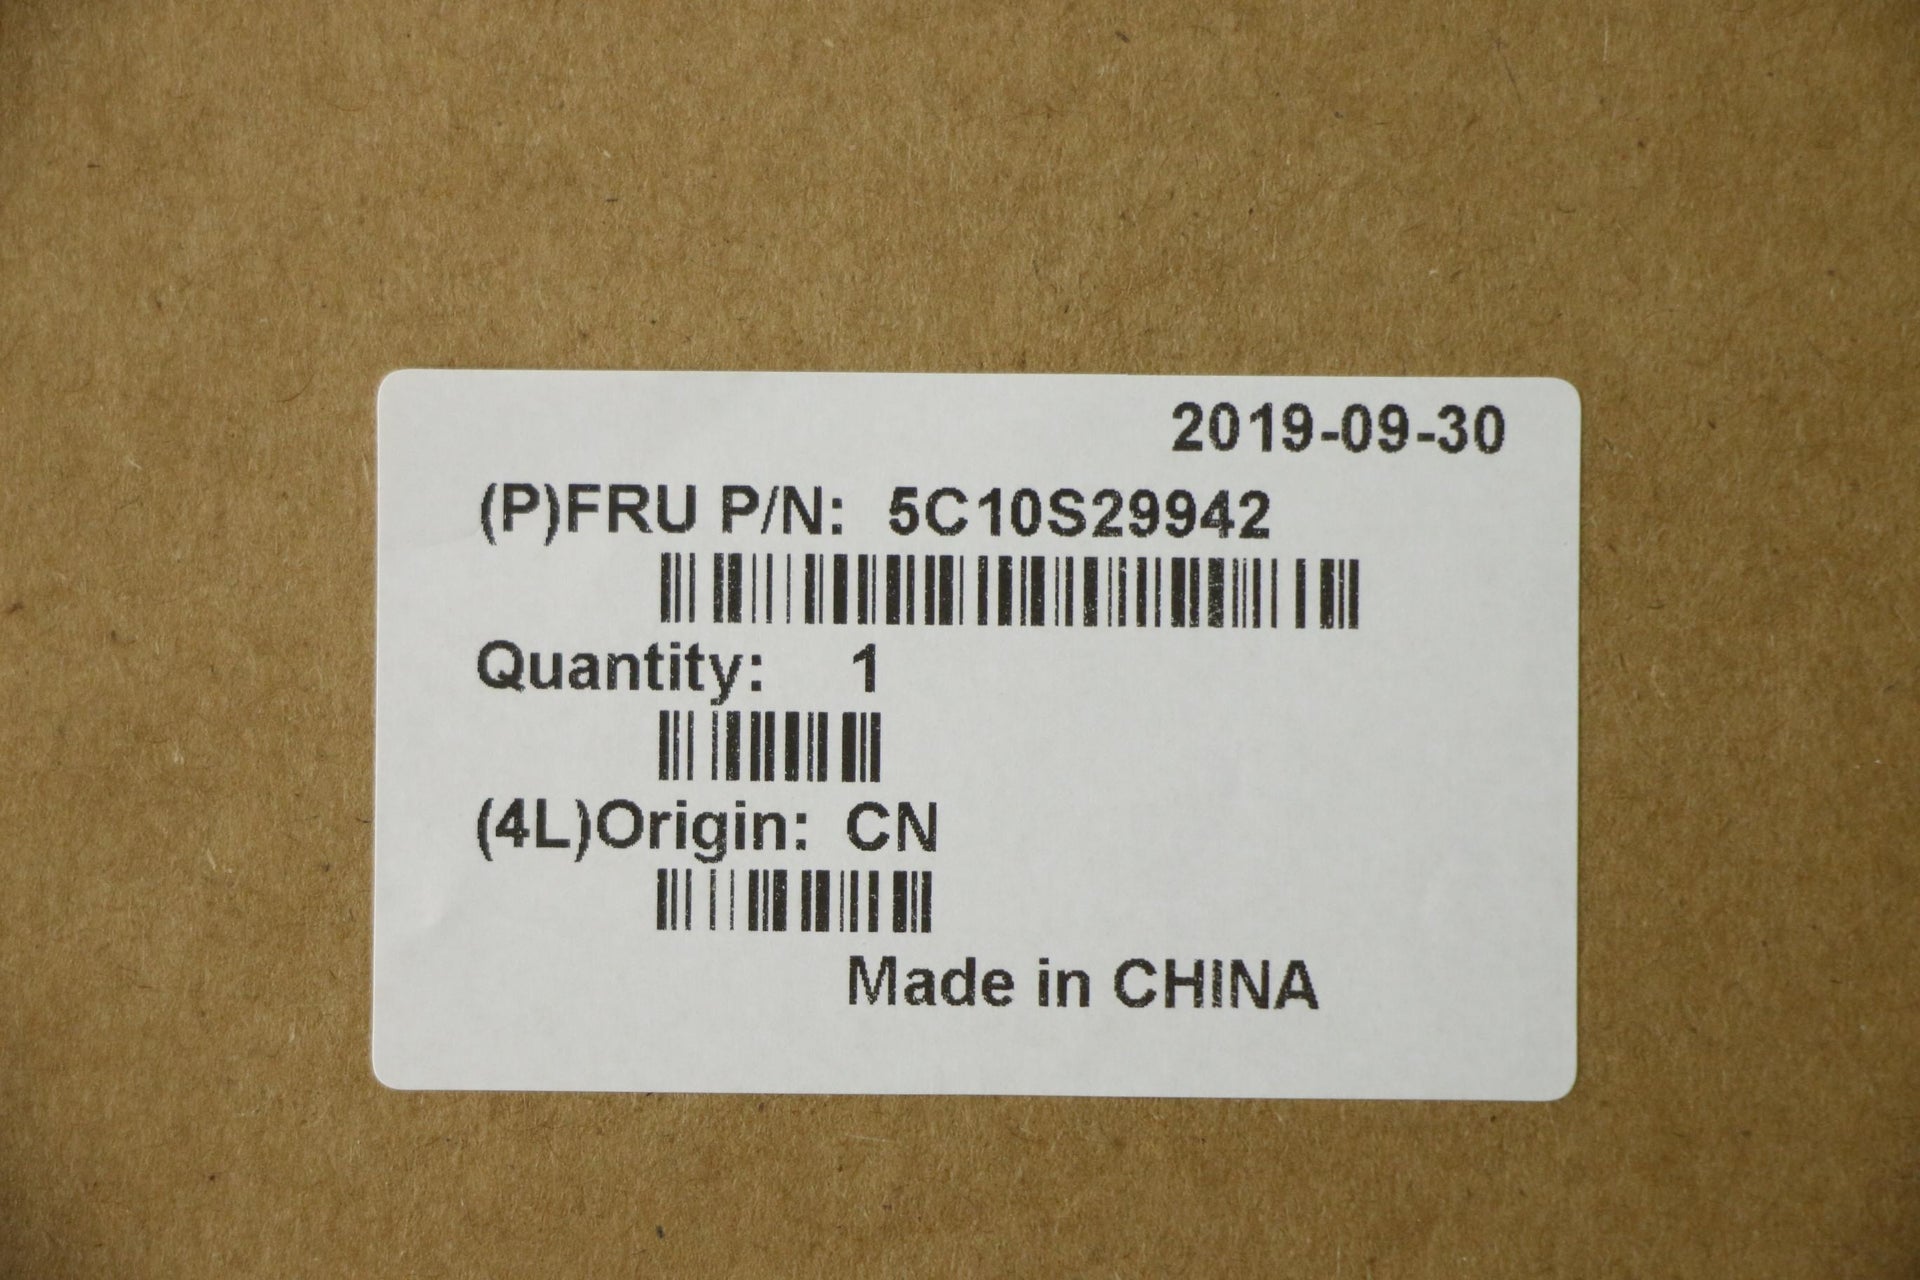 2019-09-30
(P)FRU P/N: 5C10S29942
Quantity: 1
(4L)Origin: CN
Made in CHINA